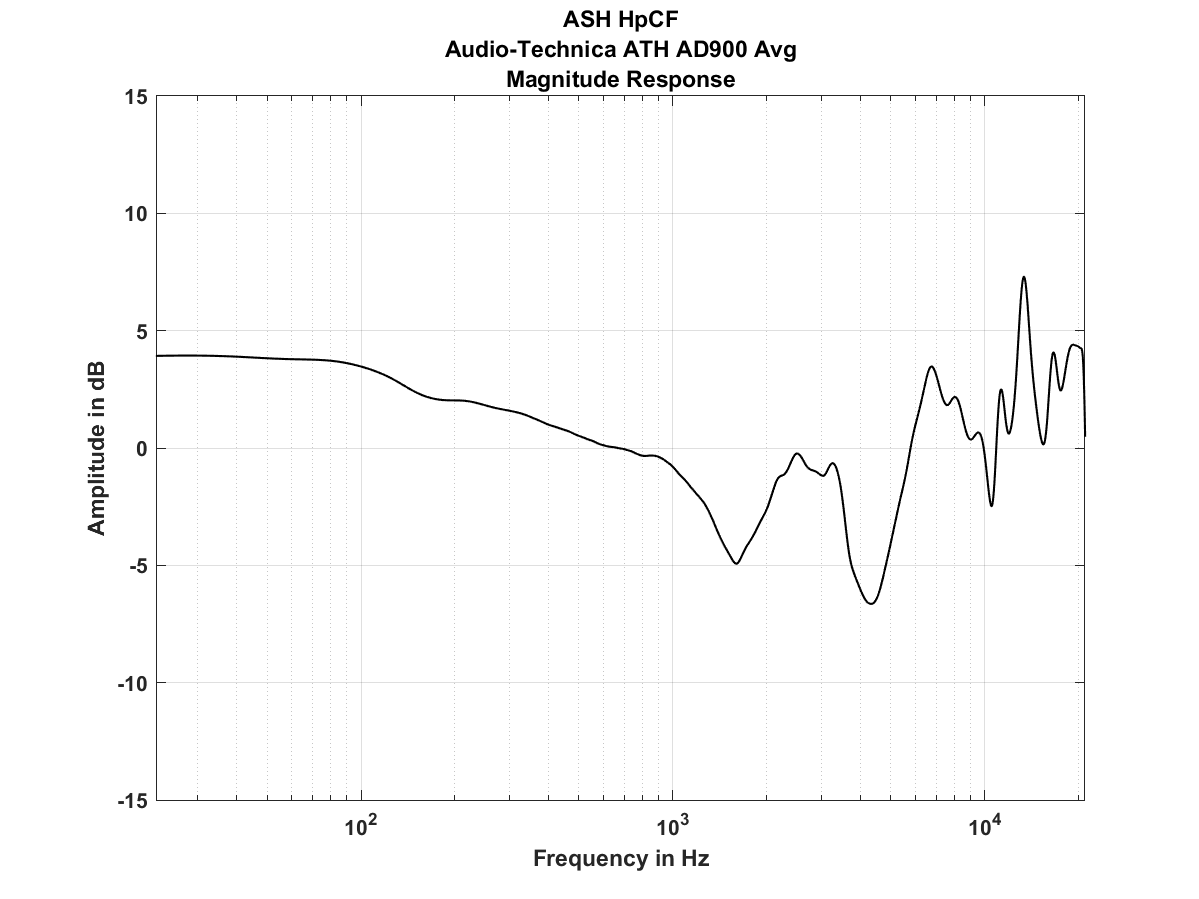 ASH HpCF
Audio-Technica ATH AD900 Avg
Magnitude Response
15
10
5
0
-5
-10
-15
Amplitude in dB
10²
10³
10⁴
Frequency in Hz